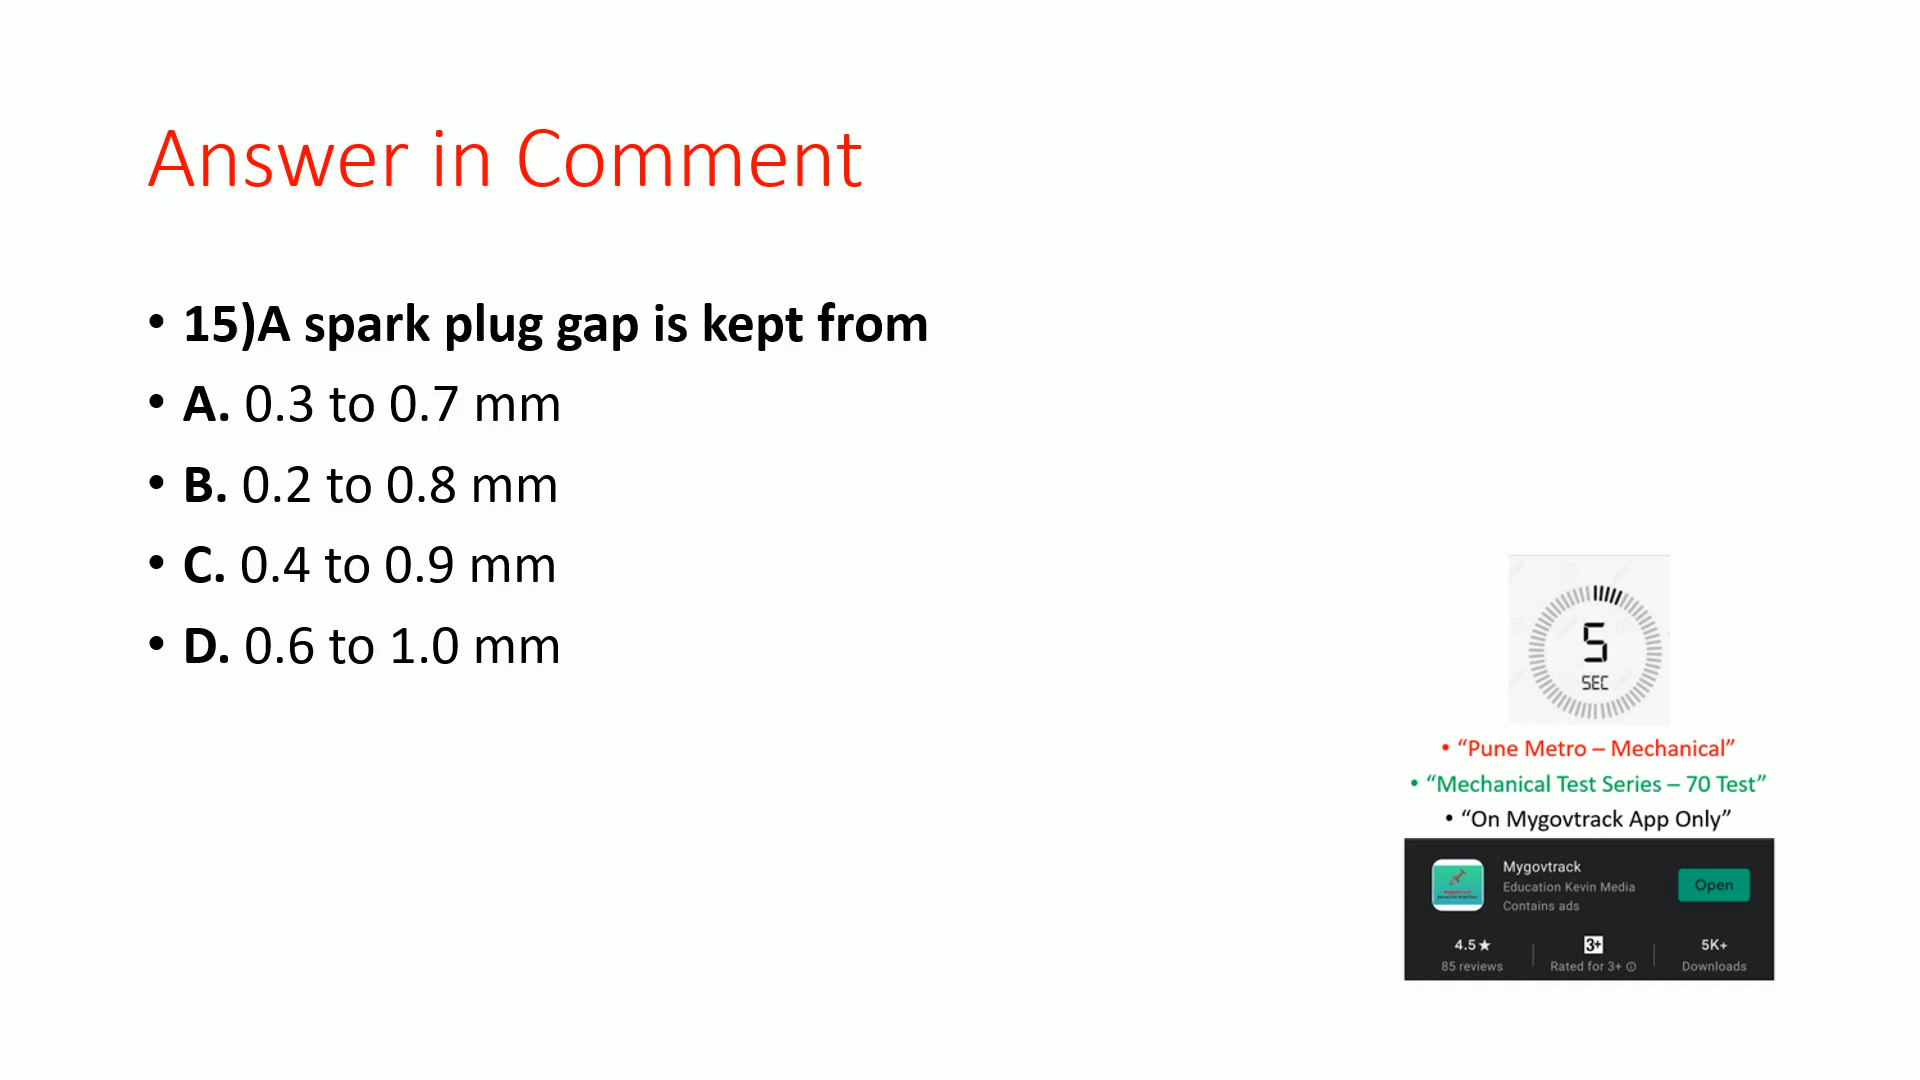 Answer in Comment
• 15)A spark plug gap is kept from
• A. 0.3 to 0.7 mm
• B. 0.2 to 0.8 mm
• C. 0.4 to 0.9 mm
• D. 0.6 to 1.0 mm
5
SEC
• “Pune Metro – Mechanical”
• “Mechanical Test Series – 70 Test”
• “On Mygovtrack App Only”
Mygovtrack
Education Kevin Media
Contains ads
Open
4.5★ 3+ 5K+
85 reviews Rated for 3+ Downloads